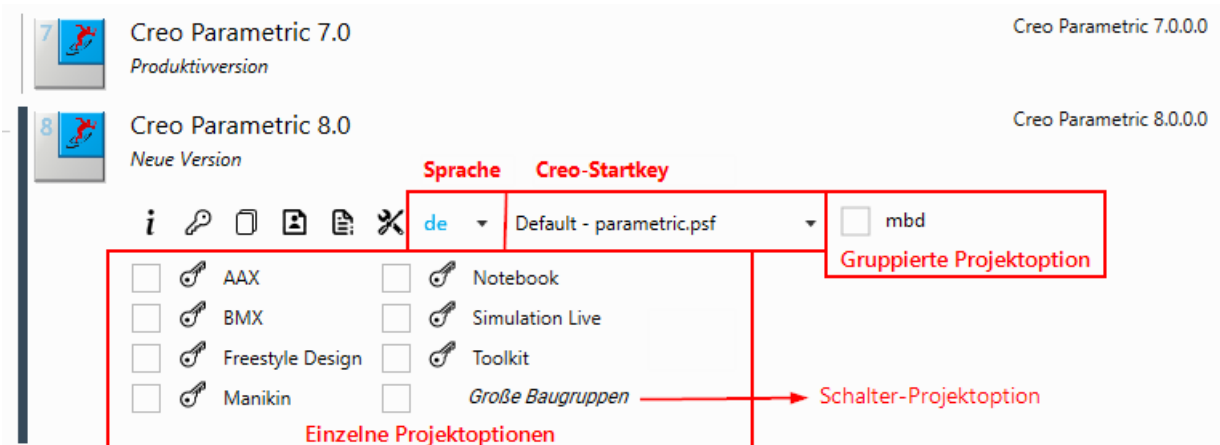 7
Creo Parametric 7.0
Creo Parametric 7.0.0.0
Produktivversion
8
Creo Parametric 8.0
Creo Parametric 8.0.0.0
Neue Version
Sprache Creo-Startkey
i de Default - parametric.psf mbd
Gruppierte Projektoption
AAX Notebook
BMX Simulation Live
Freestyle Design Toolkit
Manikin Große Baugruppen Schalter-Projektoption
Einzelne Projektoptionen